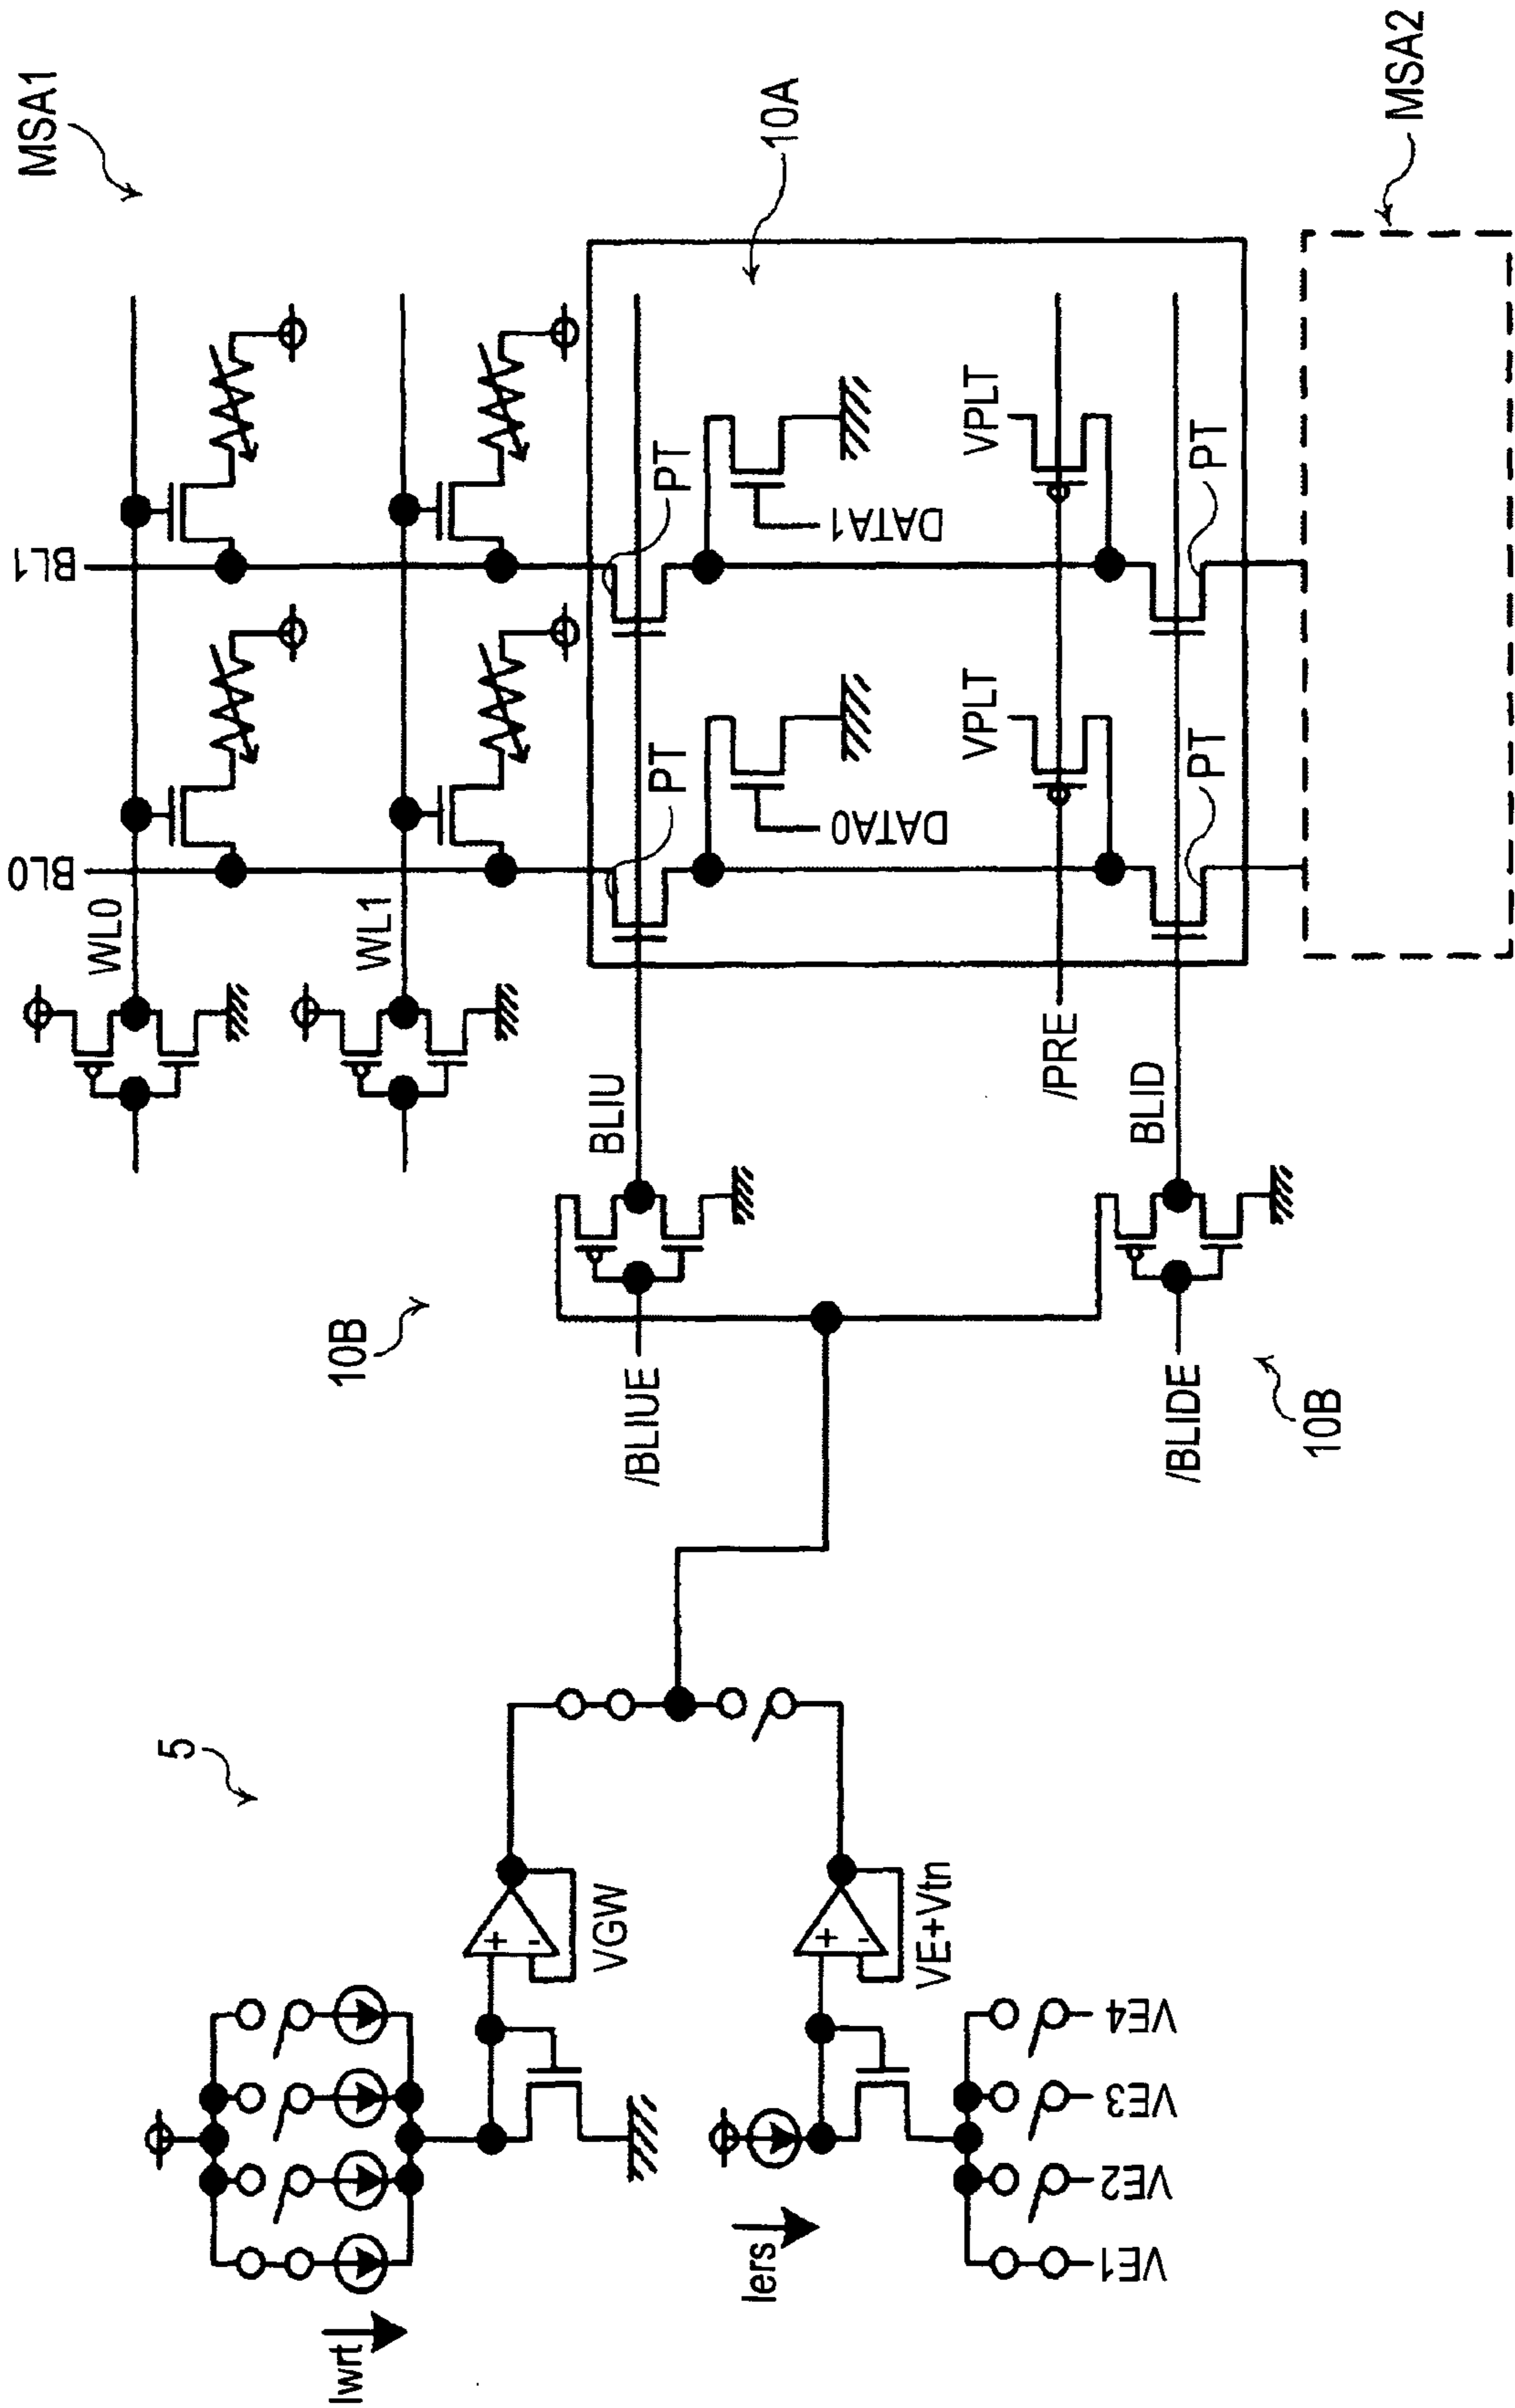 MSA1
10A
MSA2
BL1
BL0
WL0
WL1
PT
PT
DATA1
DATA0
VPLT
VPLT
PT
PT
BLIU
/PRE
BLID
10B
/BLIUE
/BLIDE
10B
5
VGW
+
-
VE+Vtn
+
-
Iwrt
Iers
VE4
VE3
VE2
VE1